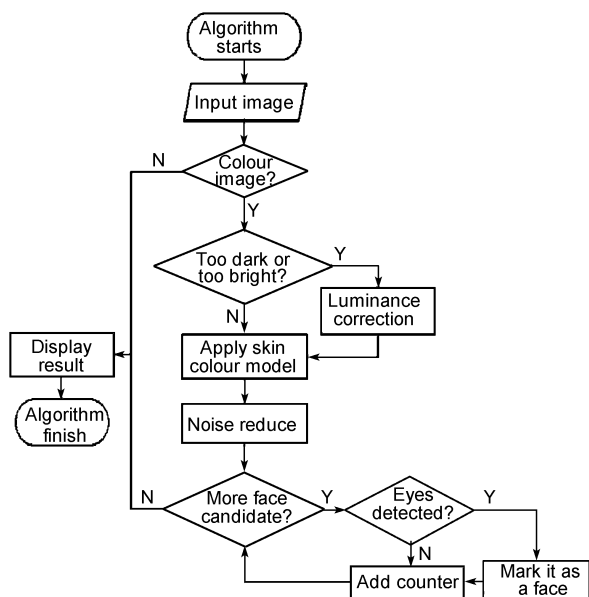 Algorithm
starts
Input image
N
Colour
image?
Y
Too dark or
too bright?
Y
Luminance
correction
N
Display
result
Apply skin
colour model
Algorithm
finish
Noise reduce
N
More face
candidate?
Y
Eyes
detected?
Y
N
Add counter
Mark it as
a face